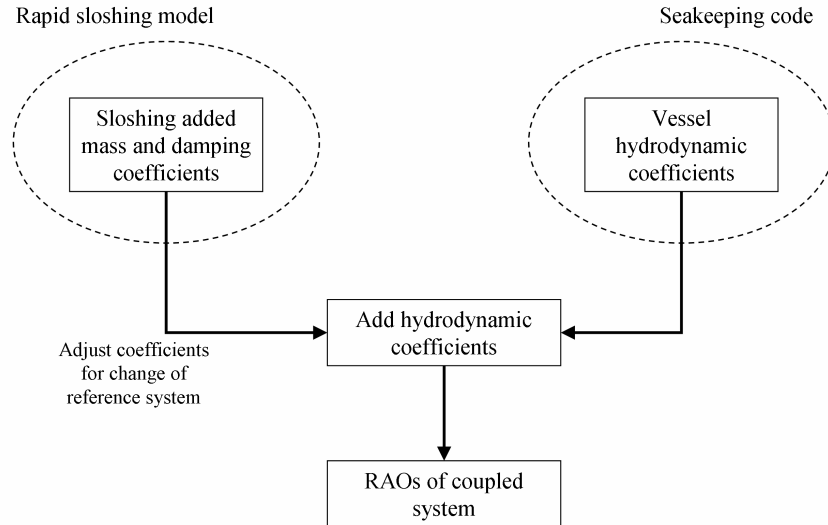 Rapid sloshing model
Seakeeping code
Sloshing added
mass and damping
coefficients
Vessel
hydrodynamic
coefficients
Add hydrodynamic
coefficients
Adjust coefficients
for change of
reference system
RAOs of coupled
system